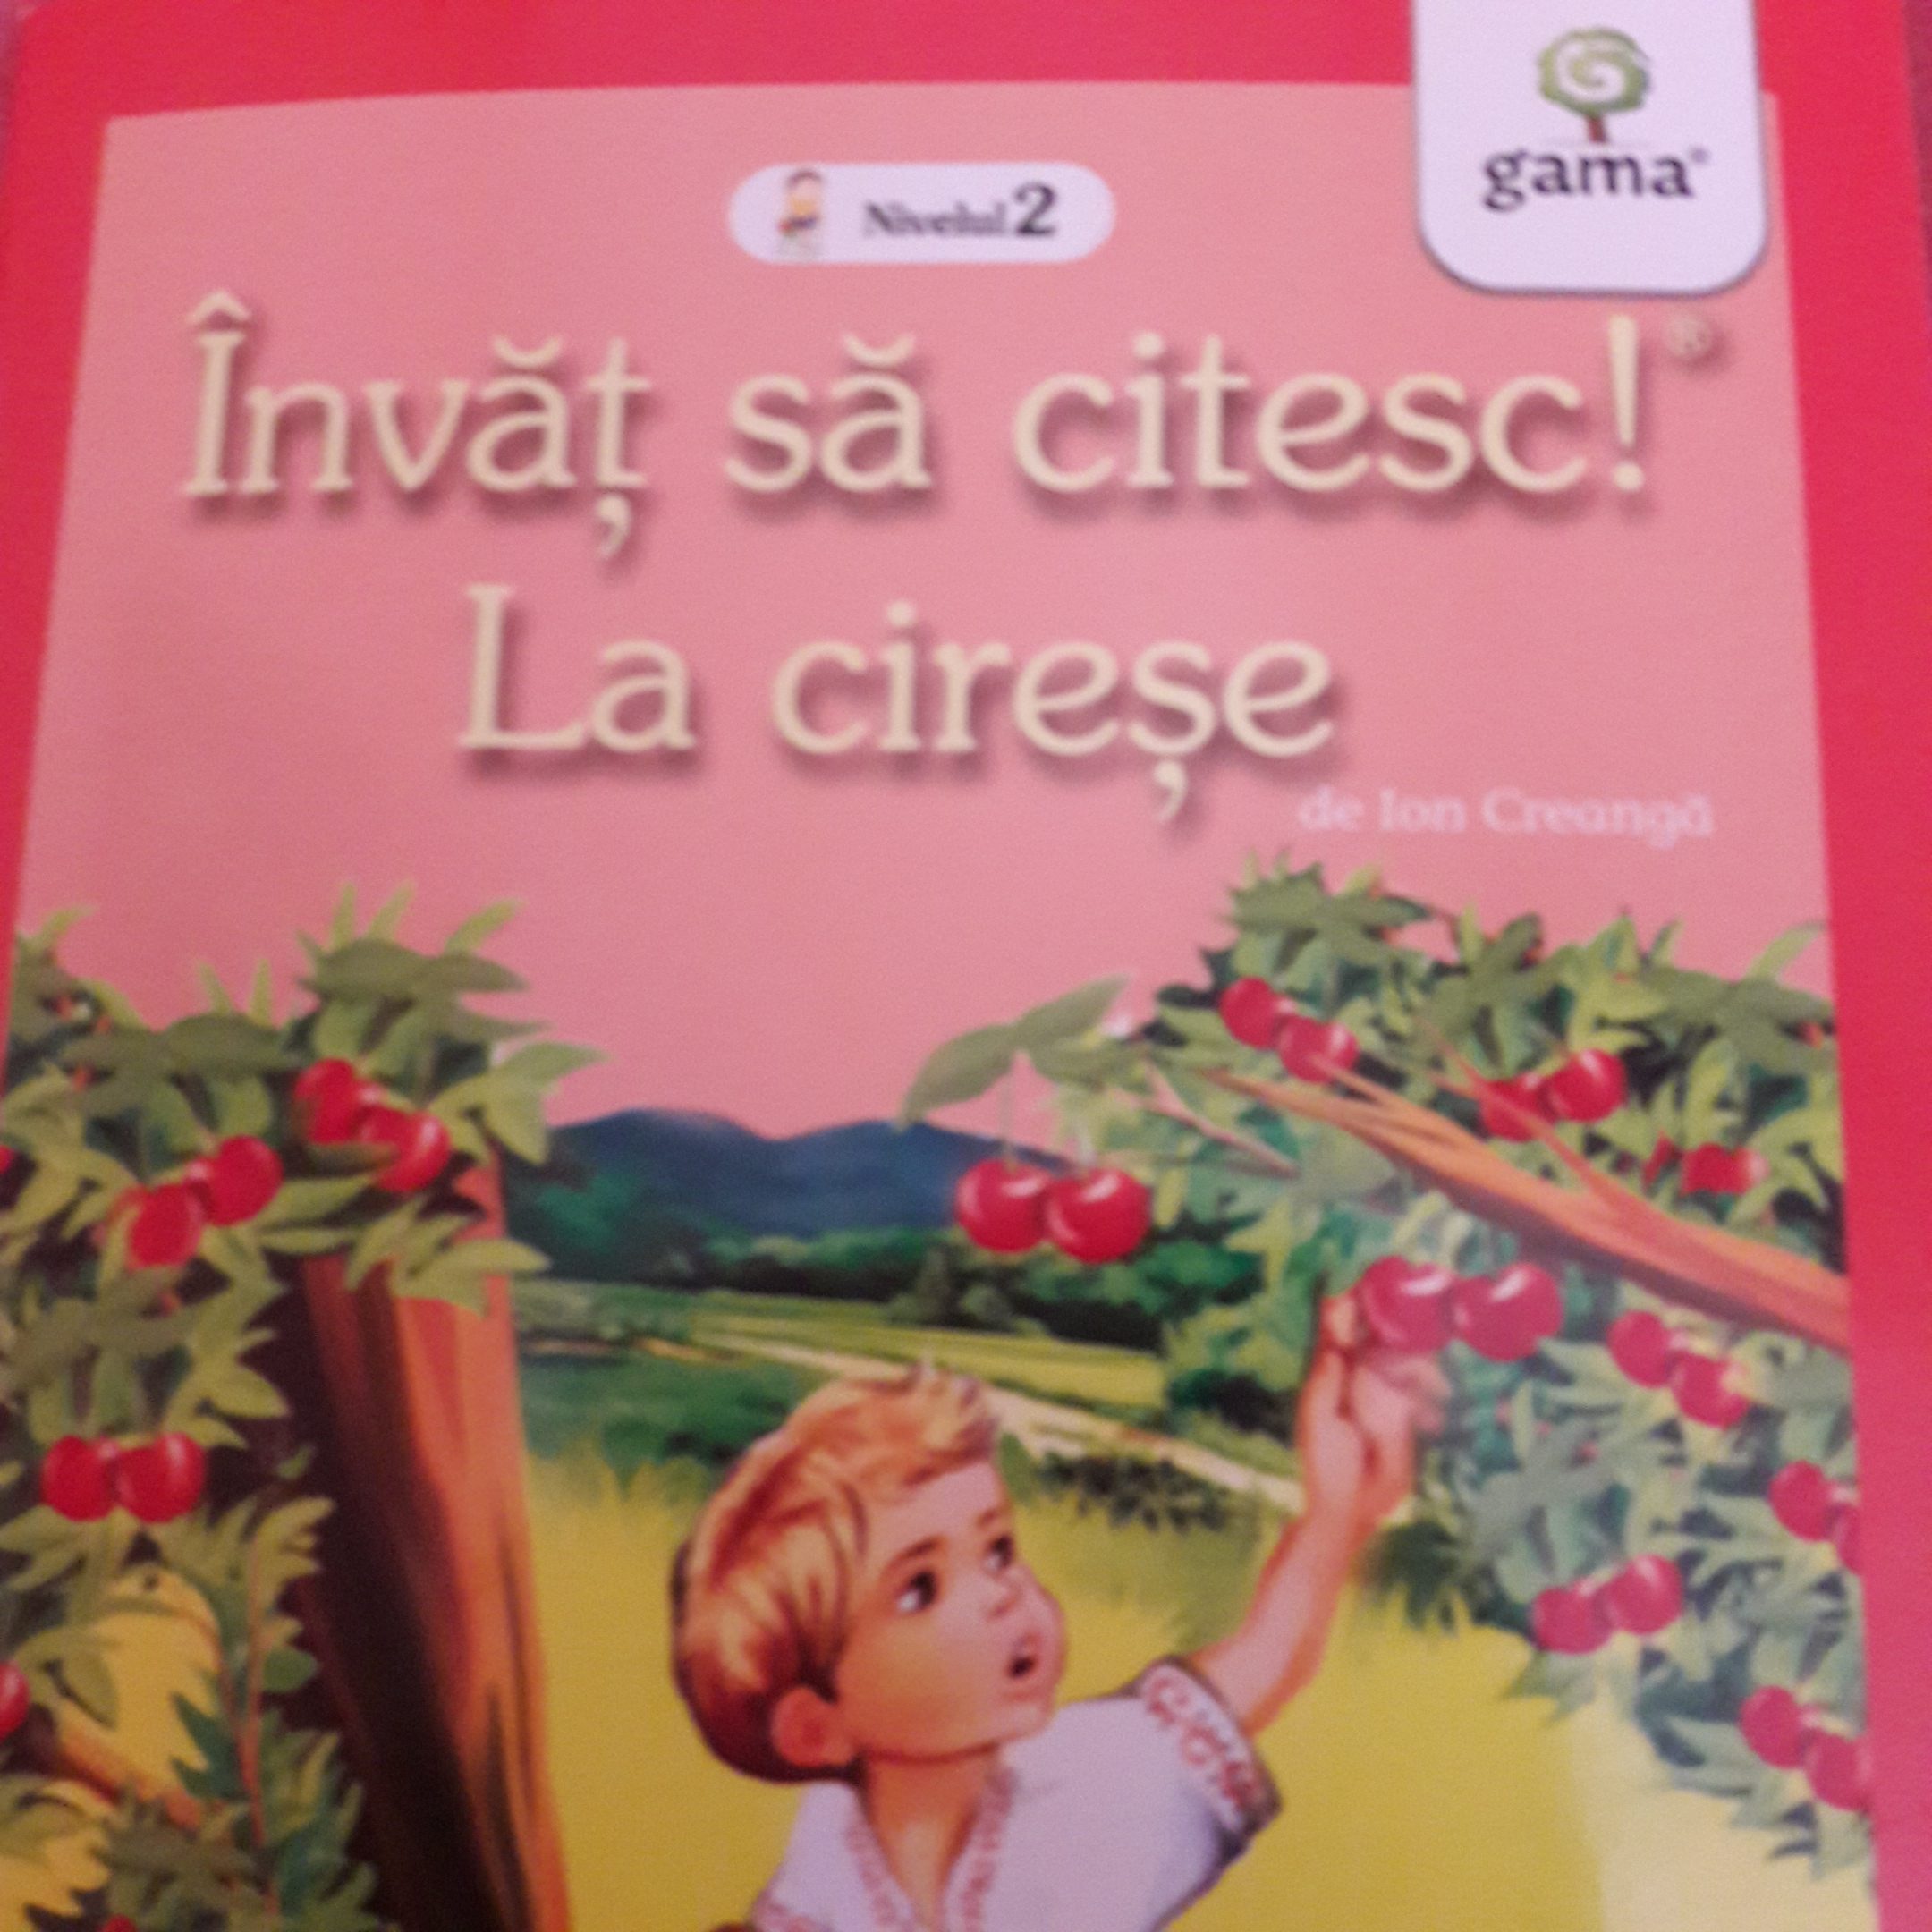 gama®
Nivelul 2
Învăț să citesc!®
La cireșe
de Ion Creangă